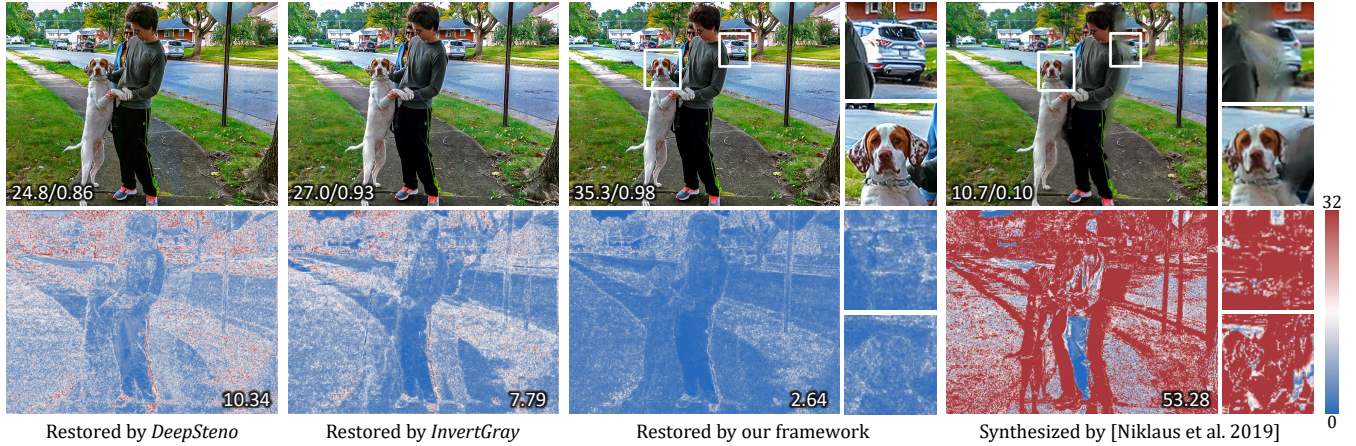 24.8/0.86
27.0/0.93
35.3/0.98
10.7/0.10
32
10.34
7.79
2.64
53.28
0
Restored by DeepSteno
Restored by InvertGray
Restored by our framework
Synthesized by [Niklaus et al. 2019]